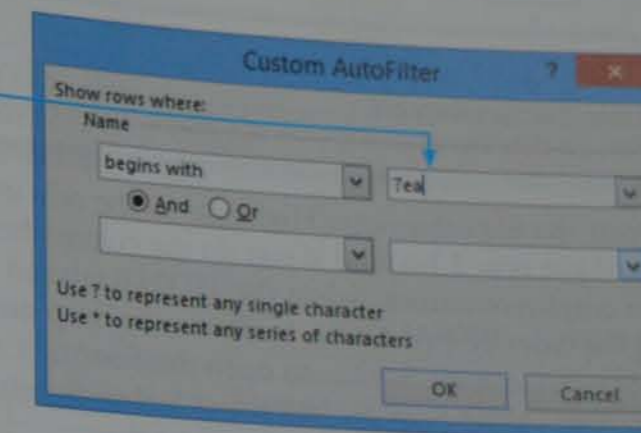 Custom AutoFilter ?
Show rows where:
Name
begins with ?ea
And Or
Use ? to represent any single character
Use * to represent any series of characters
OK Cancel